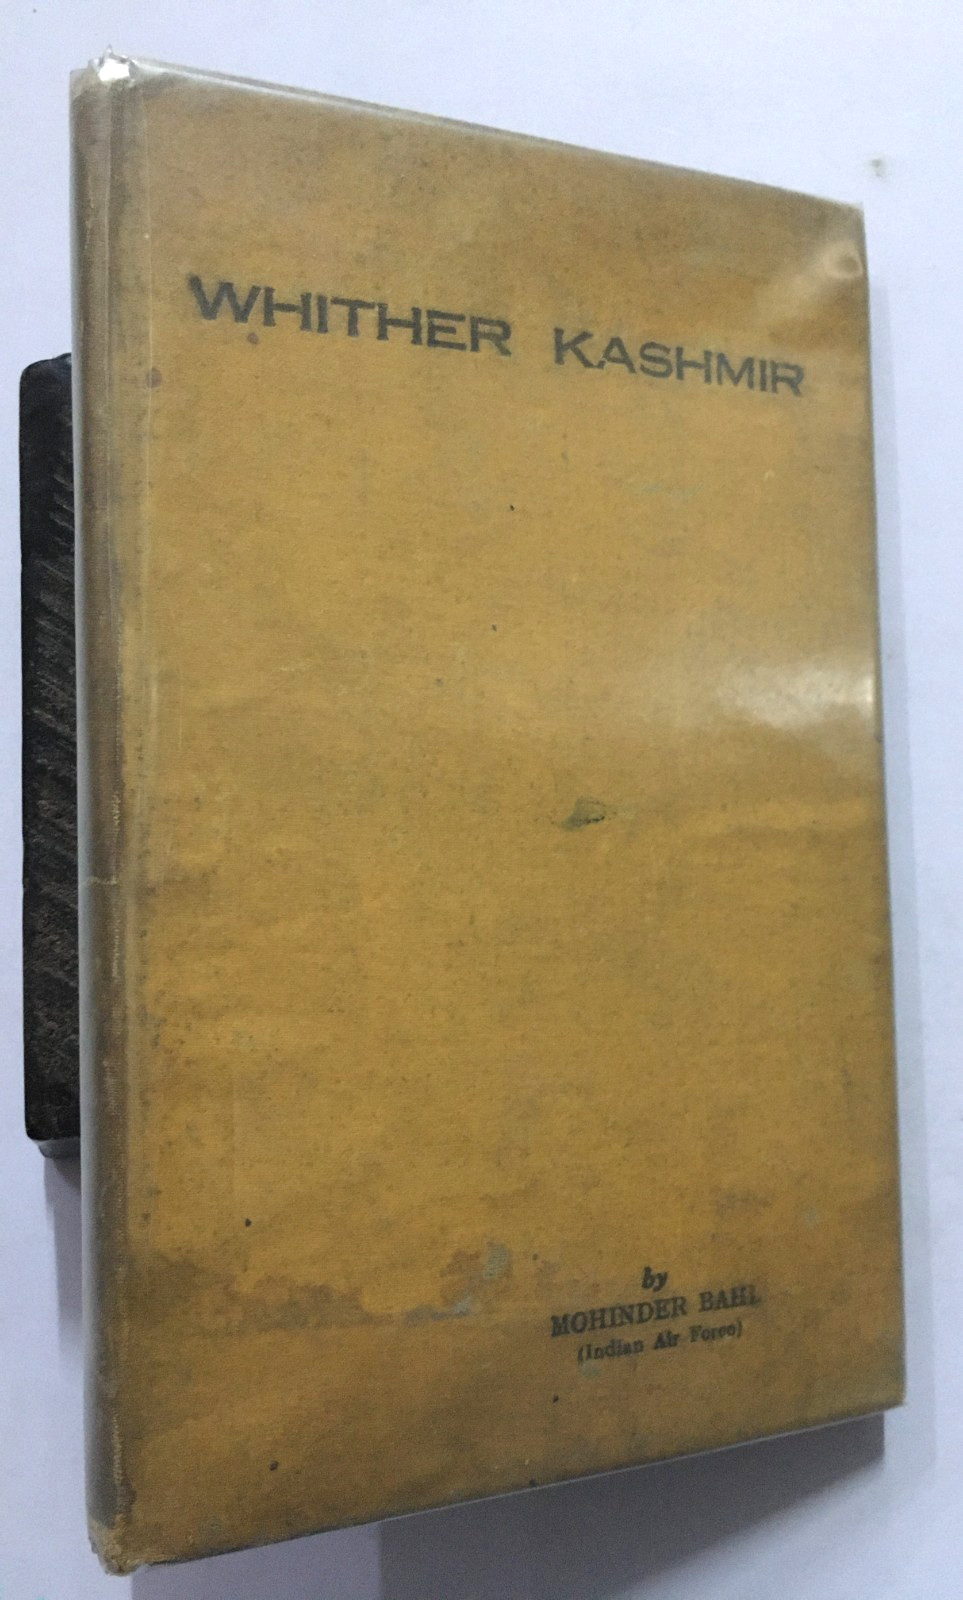 WHITHER KASHMIR
by
MOHINDER BAHL
(Indian Air Force)